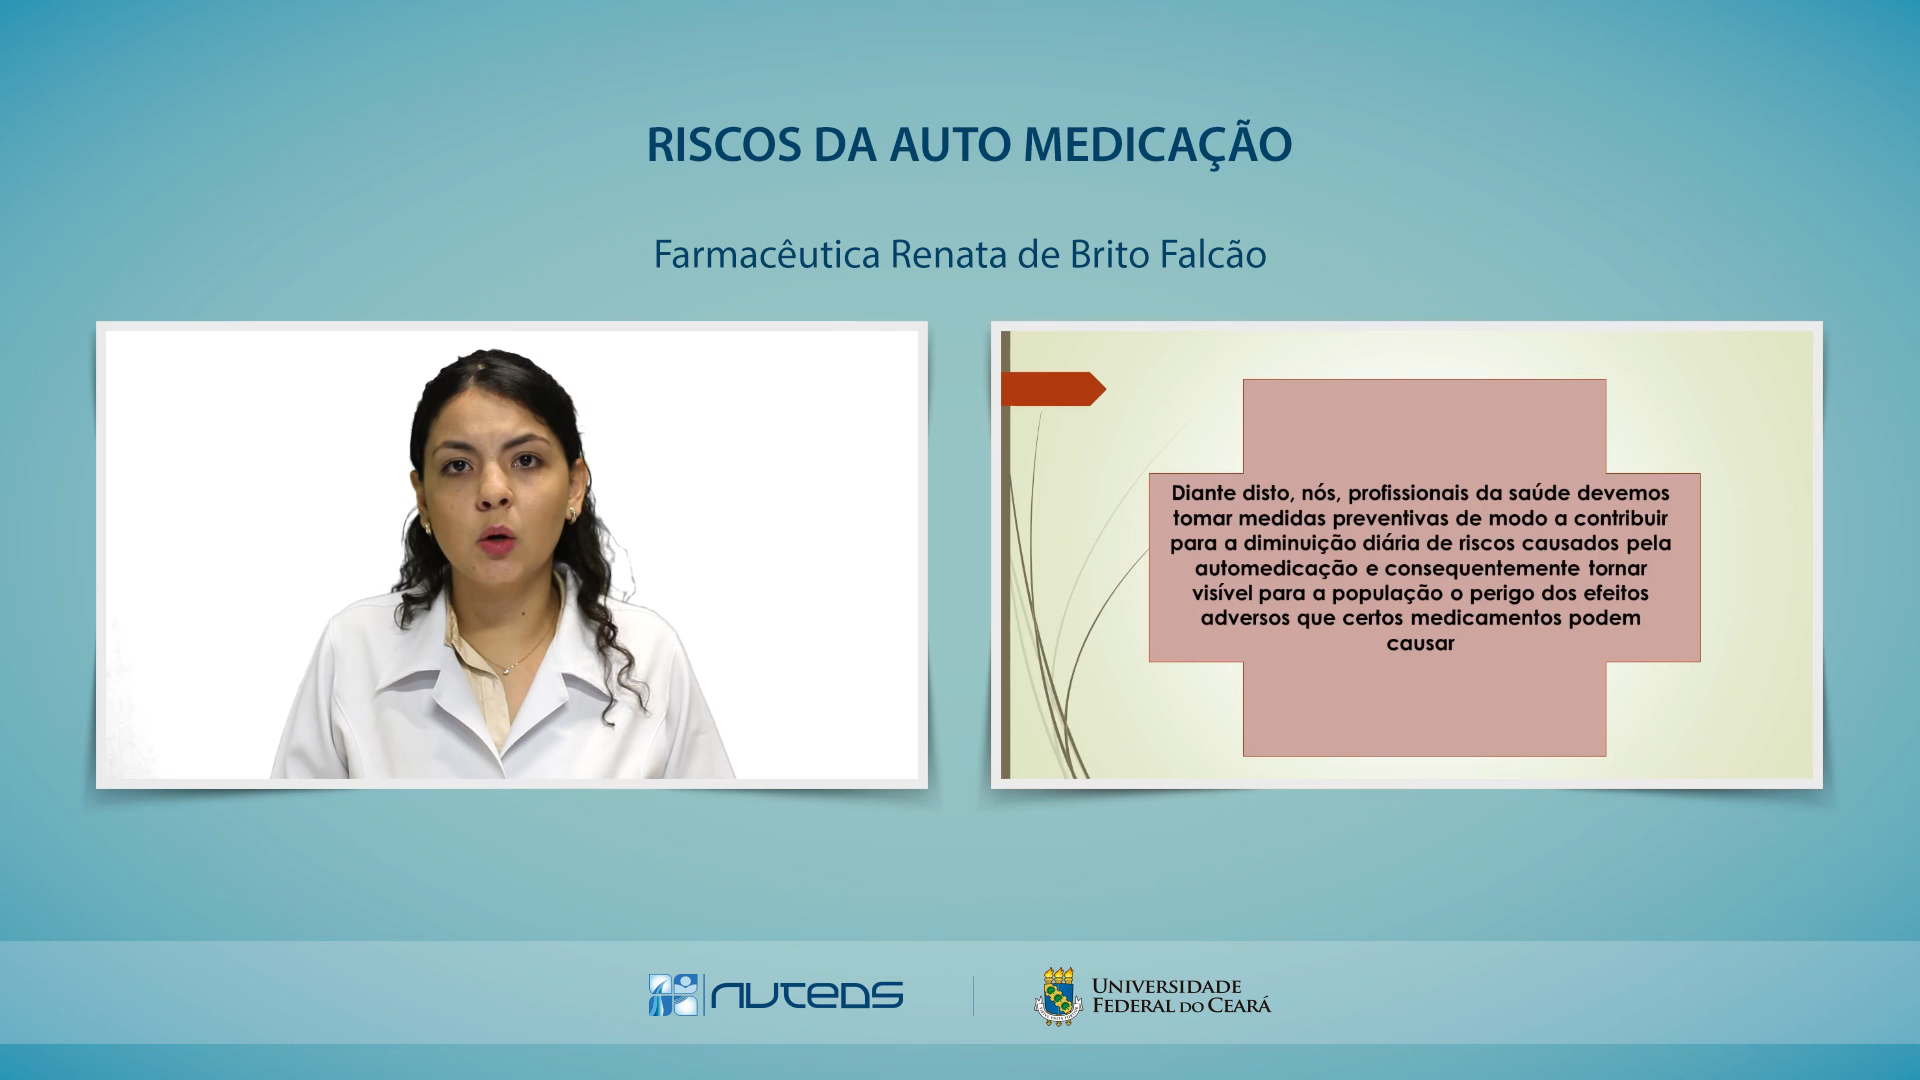 RISCOS DA AUTO MEDICAÇÃO
Farmacêutica Renata de Brito Falcão
Diante disto, nós, profissionais da saúde devemos
tomar medidas preventivas de modo a contribuir
para a diminuição diária de riscos causados pela
automedicação e consequentemente tornar
visível para a população o perigo dos efeitos
adversos que certos medicamentos podem
causar
NUTEDS
UNIVERSIDADE
FEDERAL DO CEARÁ